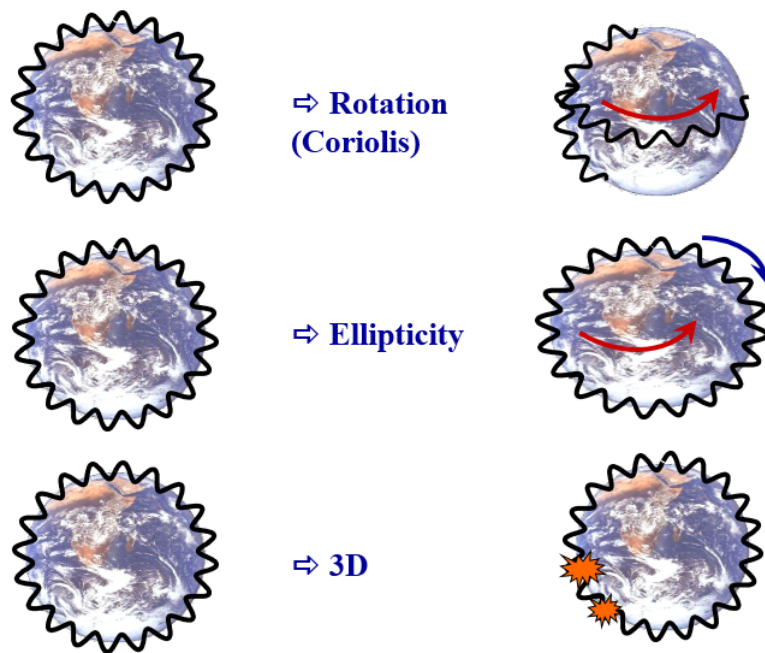 ⇨ Rotation
(Coriolis)
⇨ Ellipticity
⇨ 3D